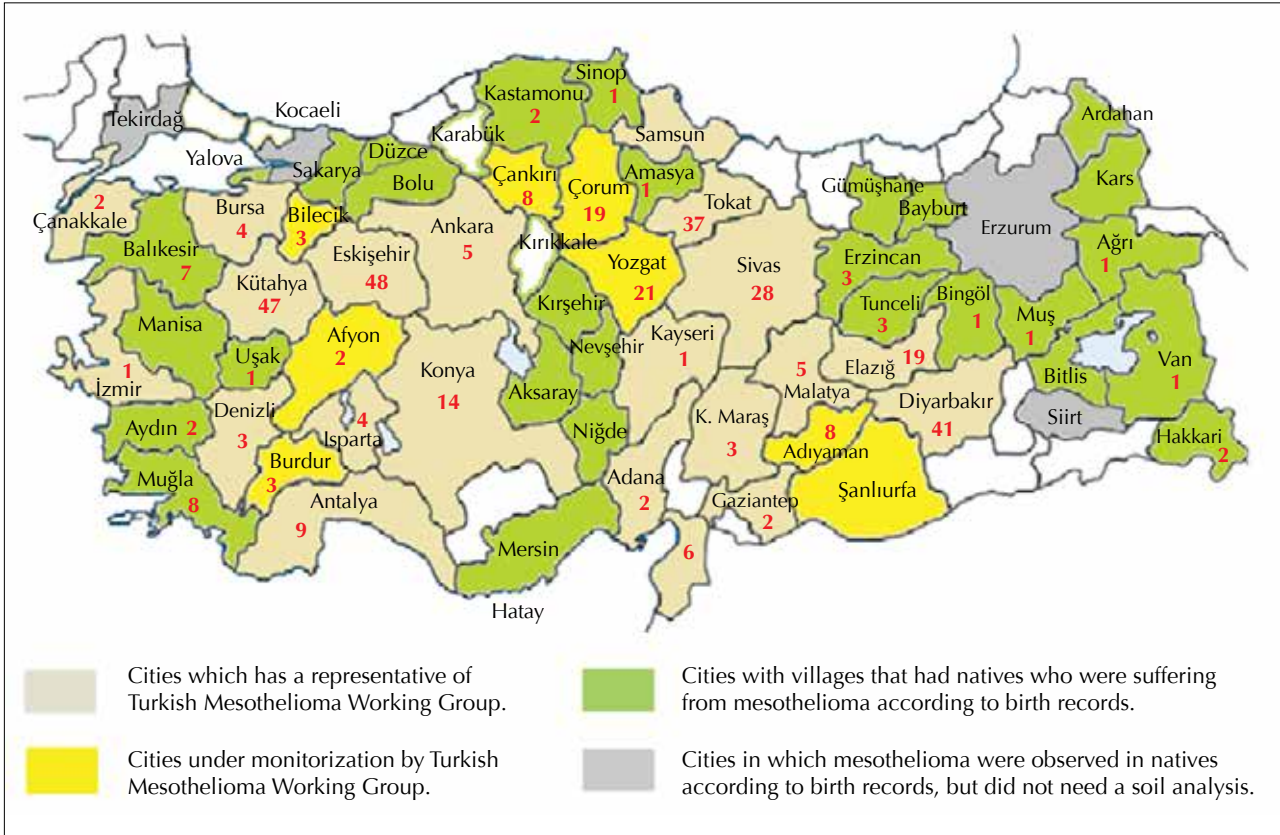 Sinop
1
Kastamonu
2
Kocaeli
Tekirdağ
Karabük
Samsun
Ardahan
Yalova
Sakarya
Düzce
Bolu
Çankırı
8
Çorum
19
Amasya
1
Tokat
37
Gümüşhane
Bayburt
Kars
2
Çanakkale
Bursa
4
Bilecik
3
Ankara
5
Kırıkkale
Erzurum
Ağrı
1
Balıkesir
7
Kütahya
47
Eskişehir
48
Yozgat
21
Sivas
28
Erzincan
3
Tunceli
3
Bingöl
1
Muş
1
Kırşehir
Manisa
Uşak
1
Afyon
2
Konya
14
Nevşehir
Kayseri
1
Aksaray
5
Malatya
19
Elazığ
Bitlis
Van
1
1
İzmir
Denizli
3
4
Isparta
K. Maraş
3
Diyarbakır
41
Siirt
Aydın 2
Niğde
8
Adıyaman
Hakkari
2
Muğla
8
Burdur
3
Antalya
9
Adana
2
Gaziantep
2
Şanlıurfa
Mersin
6
Hatay
Cities which has a representative of
Turkish Mesothelioma Working Group.
Cities under monitorization by Turkish
Mesothelioma Working Group.
Cities with villages that had natives who were suffering
from mesothelioma according to birth records.
Cities in which mesothelioma were observed in natives
according to birth records, but did not need a soil analysis.